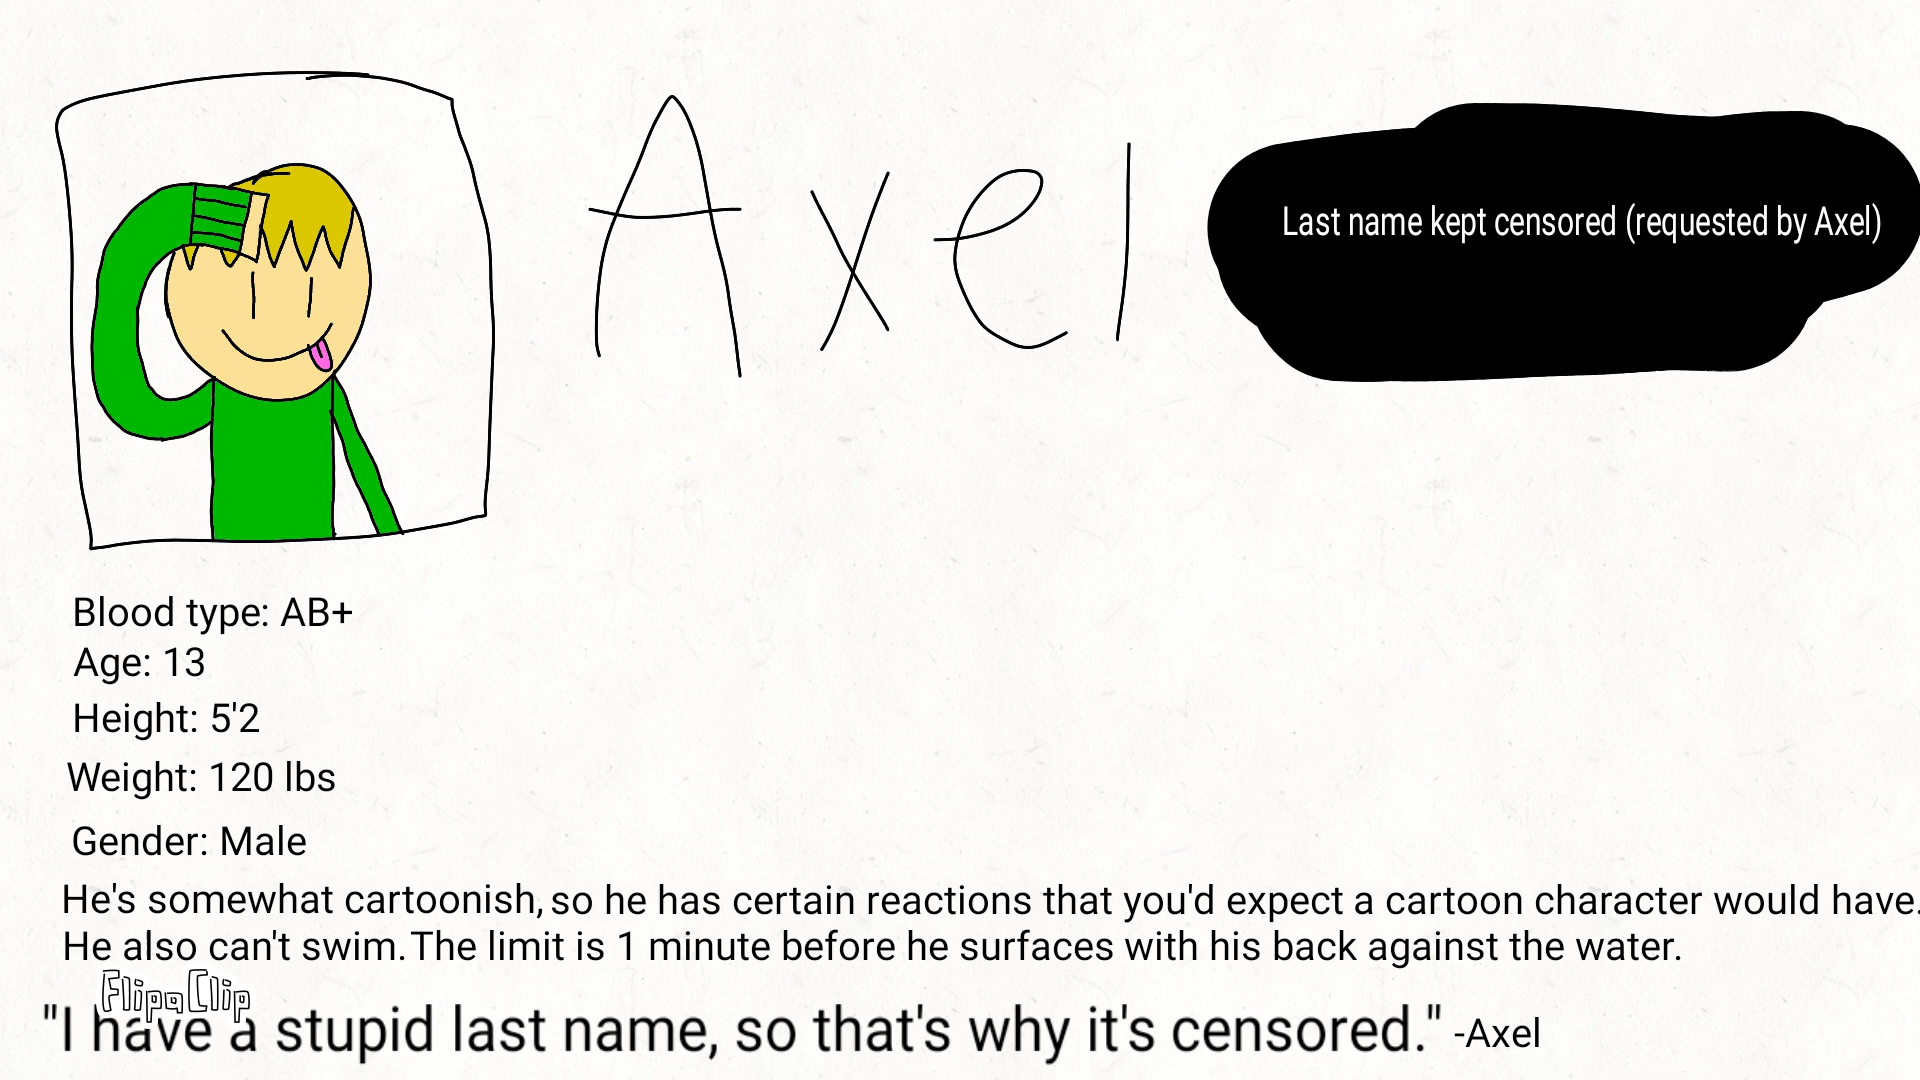 Axel
Last name kept censored (requested by Axel)
Blood type: AB+
Age: 13
Height: 5'2
Weight: 120 lbs
Gender: Male
He's somewhat cartoonish, so he has certain reactions that you'd expect a cartoon character would have.
He also can't swim. The limit is 1 minute before he surfaces with his back against the water.
FlipaClip
"I have a stupid last name, so that's why it's censored." -Axel